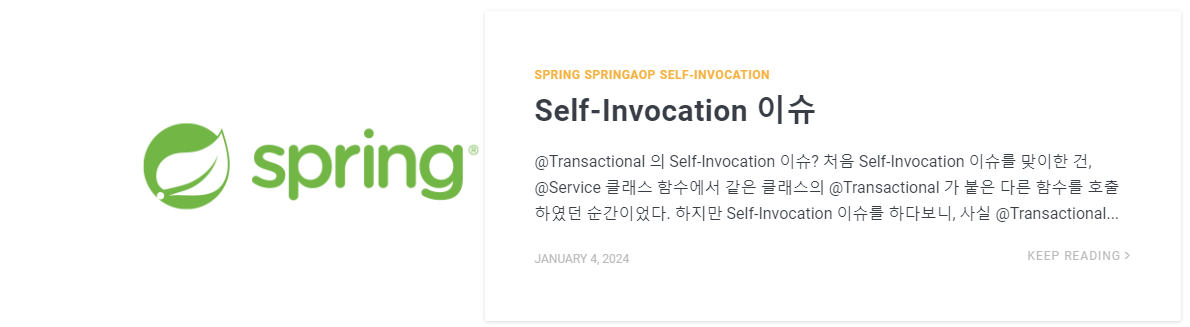 spring®
SPRING SPRINGAOP SELF-INVOCATION
Self-Invocation 이슈
@Transactional 의 Self-Invocation 이슈? 처음 Self-Invocation 이슈를 맞이한 건,
@Service 클래스 함수에서 같은 클래스의 @Transactional 가 붙은 다른 함수를 호출
하였던 순간이었다. 하지만 Self-Invocation 이슈를 하다보니, 사실 @Transactional...
JANUARY 4, 2024
KEEP READING >